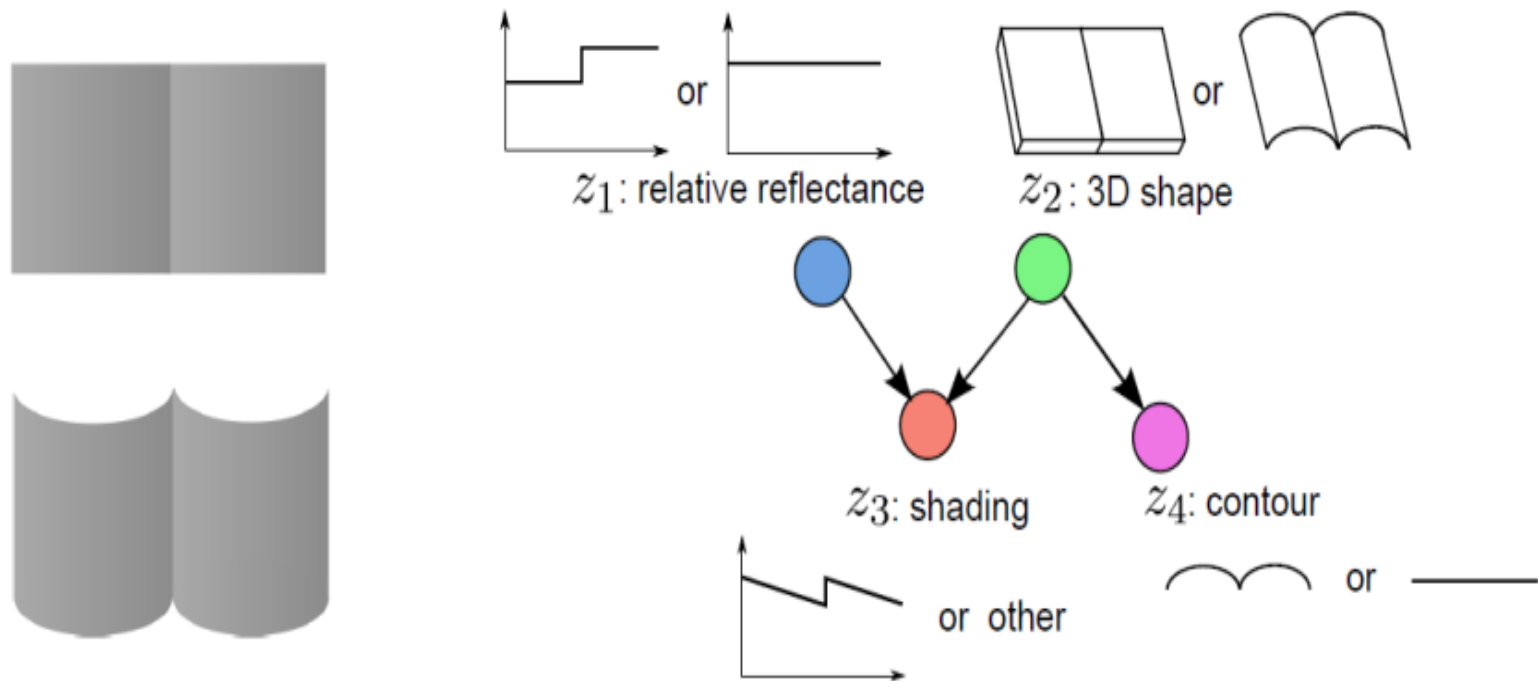 or
or
z₁: relative reflectance
z₂: 3D shape
z₃: shading
z₄: contour
or other
or